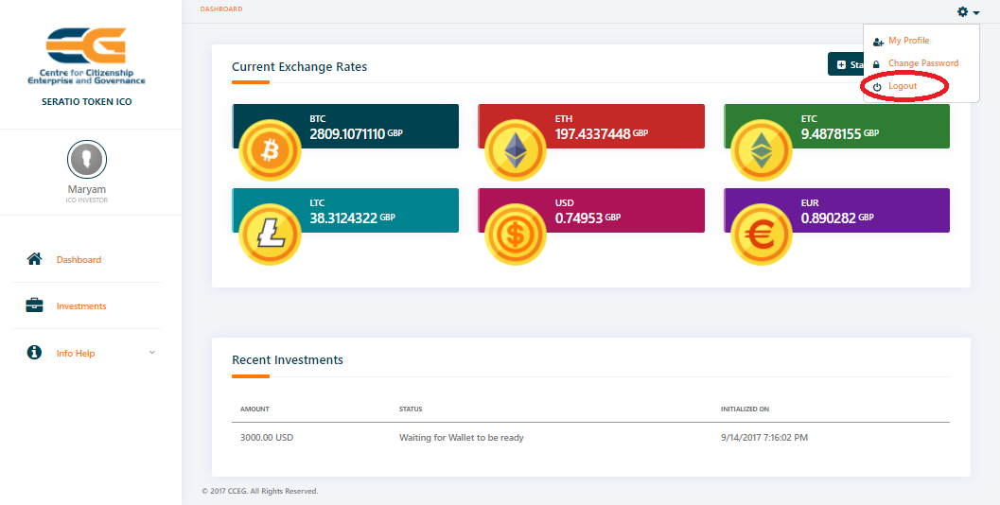 Centre for Citizenship
Enterprise and Governance
SERATIO TOKEN ICO
Maryam
ICO INVESTOR
Dashboard
Investments
Info Help
DASHBOARD
My Profile
Change Password
Logout
Current Exchange Rates
BTC
2809.1071110 GBP
ETH
197.4337448 GBP
ETC
9.4878155 GBP
LTC
38.3124322 GBP
USD
0.74953 GBP
EUR
0.890282 GBP
Recent Investments
AMOUNT STATUS INITIALIZED ON
3000.00 USD Waiting for Wallet to be ready 9/14/2017 7:16:02 PM
© 2017 CCEG. All Rights Reserved.